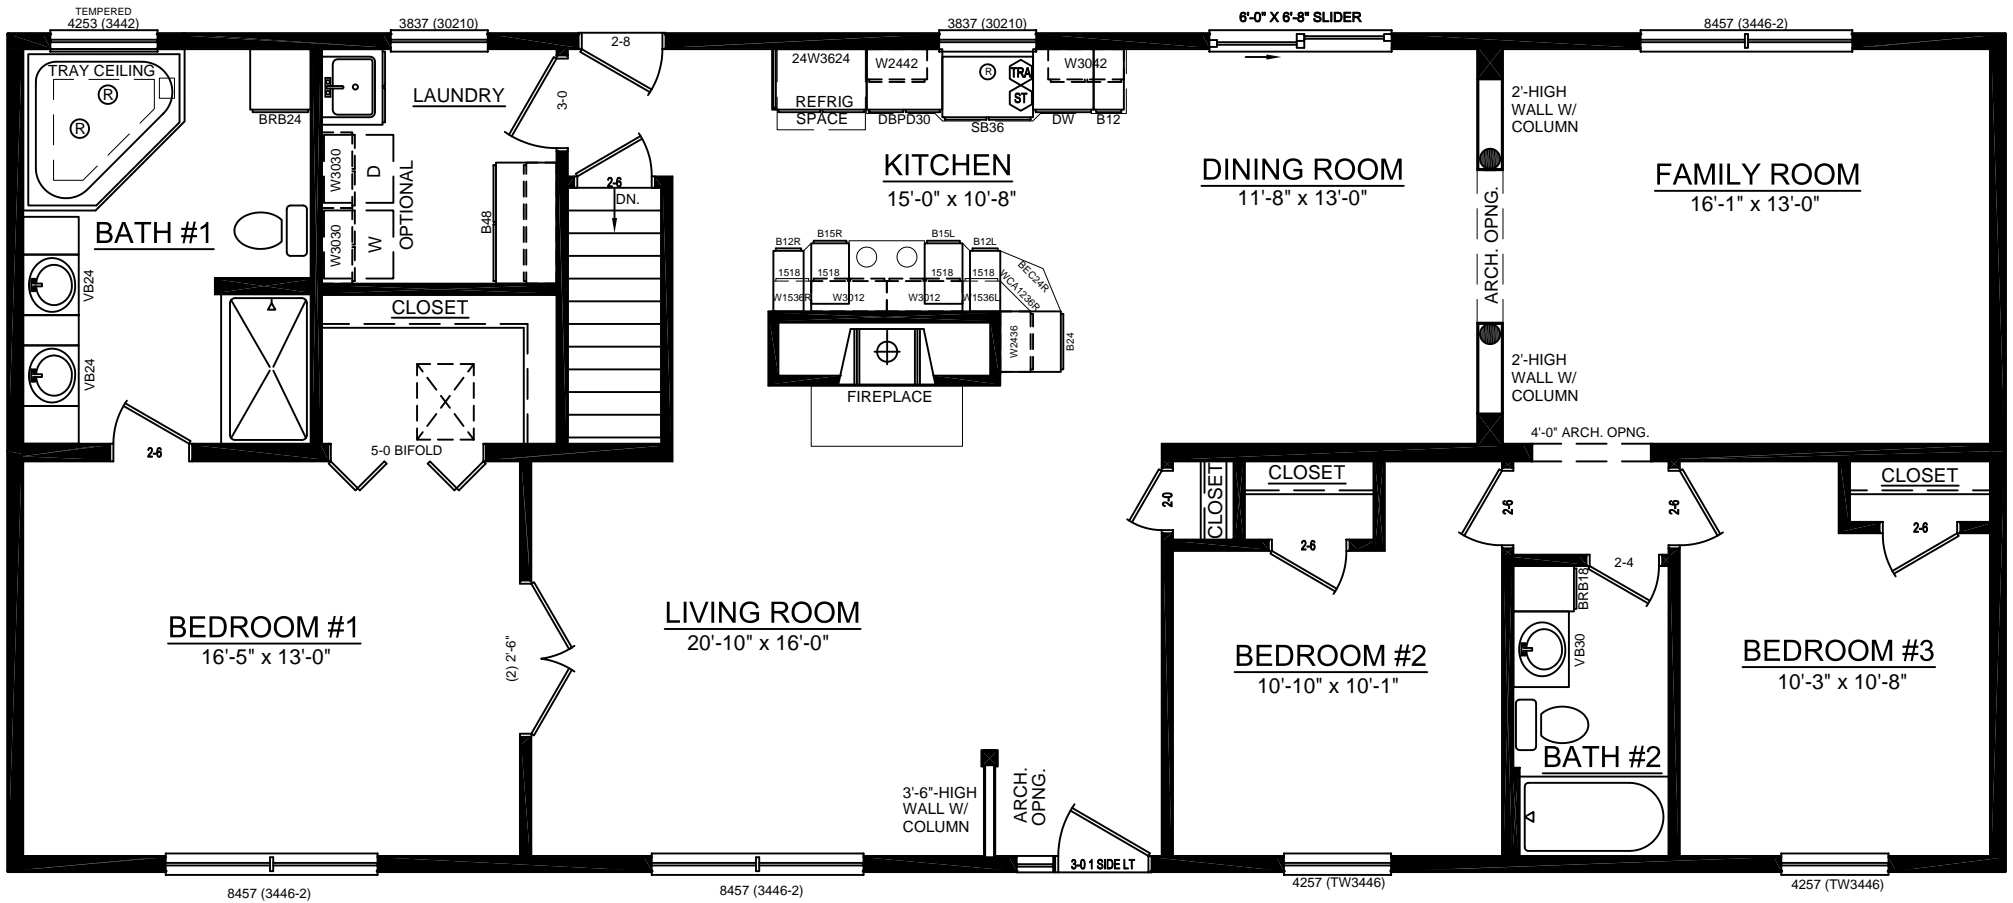 TEMPERED
4253 (3442)
3837 (30210)
3837 (30210)
6'-0" X 6'-8" SLIDER
8457 (3446-2)
2-8
TRAY CEILING
R
R
BRB24
LAUNDRY
3-0
24W3624
W2442
R
TRA
ST
W3042
REFRIG
SPACE
DBPD30
SB36
DW
B12
2'-HIGH
WALL W/
COLUMN
W3030
D
W3030
W
OPTIONAL
B48
2-6
DN.
KITCHEN
15'-0" x 10'-8"
DINING ROOM
11'-8" x 13'-0"
FAMILY ROOM
16'-1" x 13'-0"
ARCH. OPNG.
BATH #1
VB24
VB24
B12R
B15R
B15L
B12L
1518
1518
1518
1518
W1536R
W3012
W3012
W1536L
BEC24R
WCA1236R
W2436
B24
CLOSET
X
FIREPLACE
2'-HIGH
WALL W/
COLUMN
2-6
5-0 BIFOLD
4'-0" ARCH. OPNG.
CLOSET
2-0
CLOSET
2-6
2-6
2-6
CLOSET
2-6
2-4
BRB18
VB30
BEDROOM #1
16'-5" x 13'-0"
(2) 2'-6"
LIVING ROOM
20'-10" x 16'-0"
BEDROOM #2
10'-10" x 10'-1"
BEDROOM #3
10'-3" x 10'-8"
BATH #2
3'-6"-HIGH
WALL W/
COLUMN
ARCH.
OPNG.
3-0 1 SIDE LT
8457 (3446-2)
8457 (3446-2)
4257 (TW3446)
4257 (TW3446)